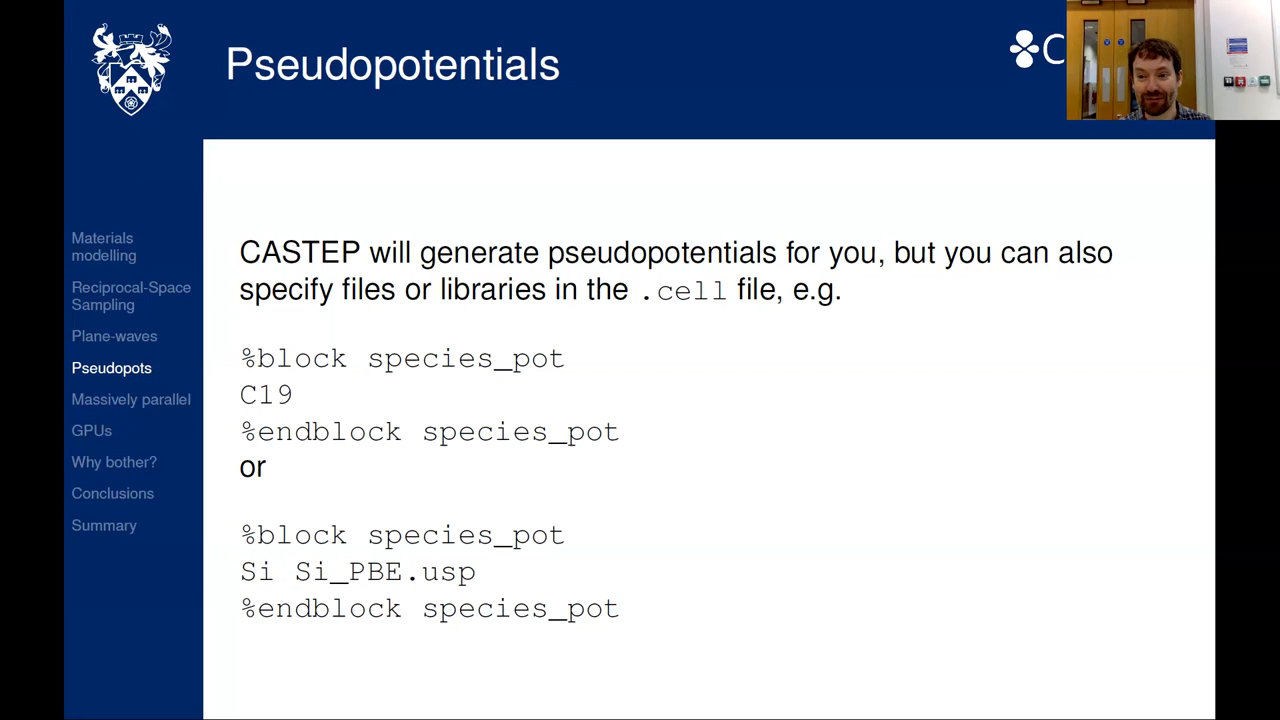 Pseudopotentials
C
Materials
modelling
Reciprocal-Space
Sampling
Plane-waves
Pseudopots
Massively parallel
GPUs
Why bother?
Conclusions
Summary
CASTEP will generate pseudopotentials for you, but you can also
specify files or libraries in the .cell file, e.g.
%block species_pot
C19
%endblock species_pot
or
%block species_pot
Si Si_PBE.usp
%endblock species_pot